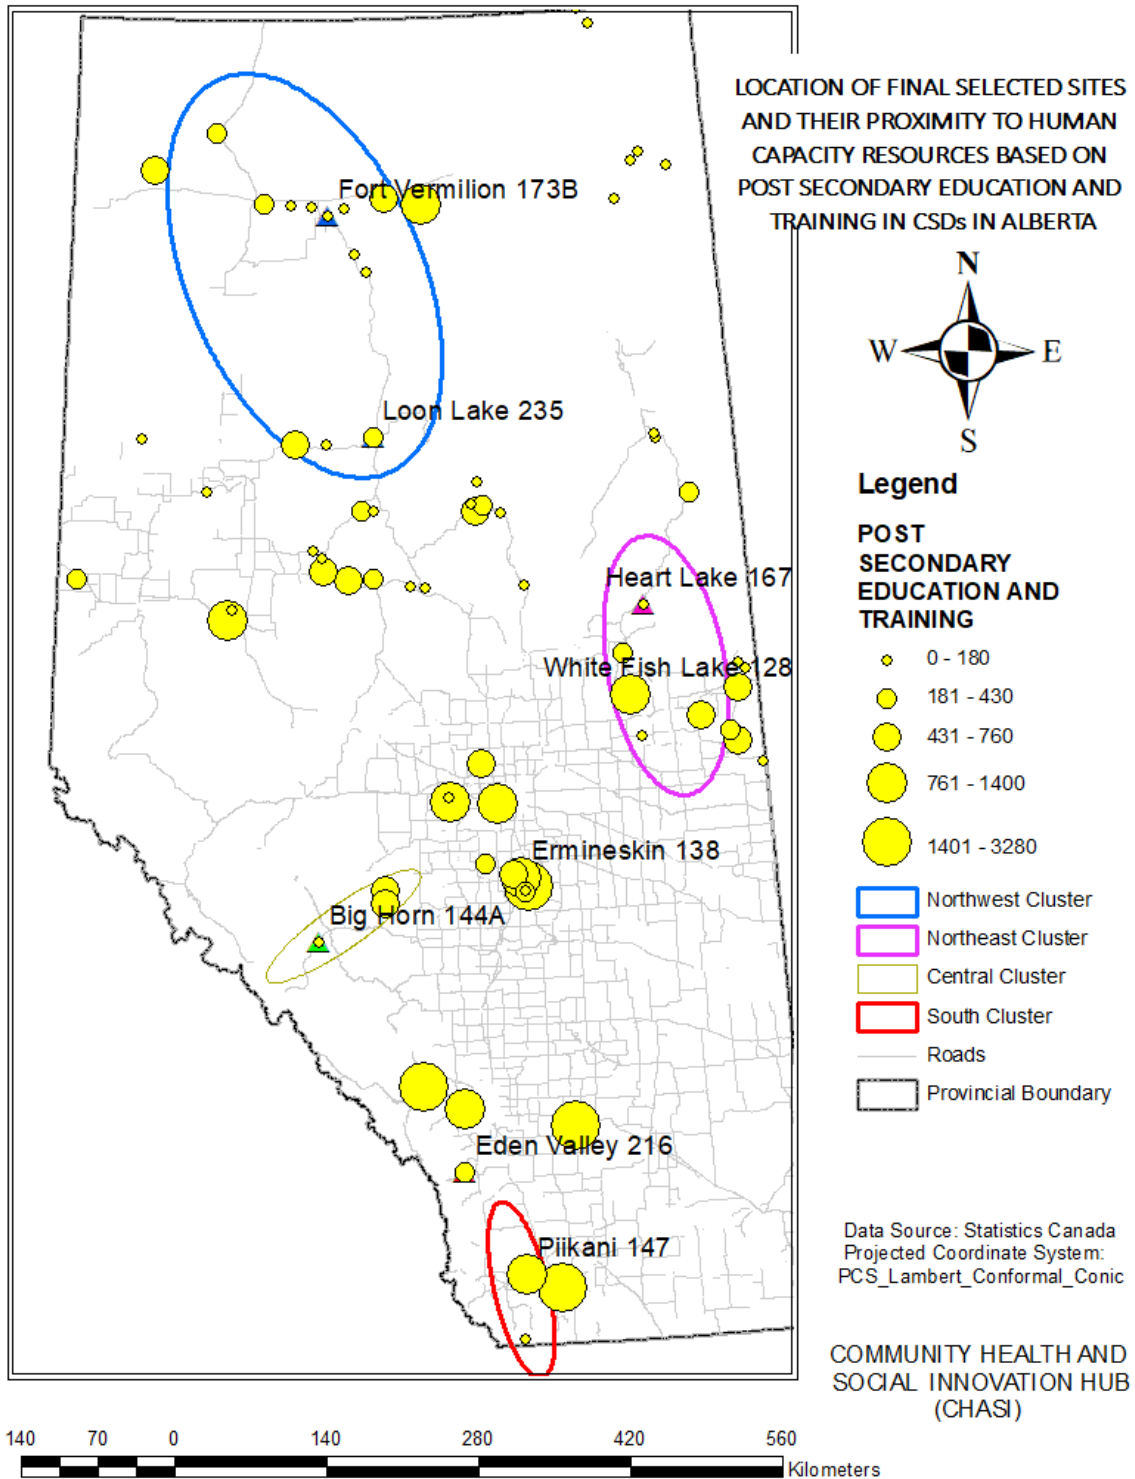 LOCATION OF FINAL SELECTED SITES
AND THEIR PROXIMITY TO HUMAN
CAPACITY RESOURCES BASED ON
POST SECONDARY EDUCATION AND
TRAINING IN CSDs IN ALBERTA
N
W E
S
Fort Vermilion 173B
Loon Lake 235
Heart Lake 167
White Fish Lake 128
Ermineskin 138
Big Horn 144A
Eden Valley 216
Piikani 147
Legend
POST
SECONDARY
EDUCATION AND
TRAINING
0 - 180
181 - 430
431 - 760
761 - 1400
1401 - 3280
Northwest Cluster
Northeast Cluster
Central Cluster
South Cluster
Roads
Provincial Boundary
Data Source: Statistics Canada
Projected Coordinate System:
PCS_Lambert_Conformal_Conic
COMMUNITY HEALTH AND
SOCIAL INNOVATION HUB
(CHASI)
140 70 0 140 280 420 560
Kilometers